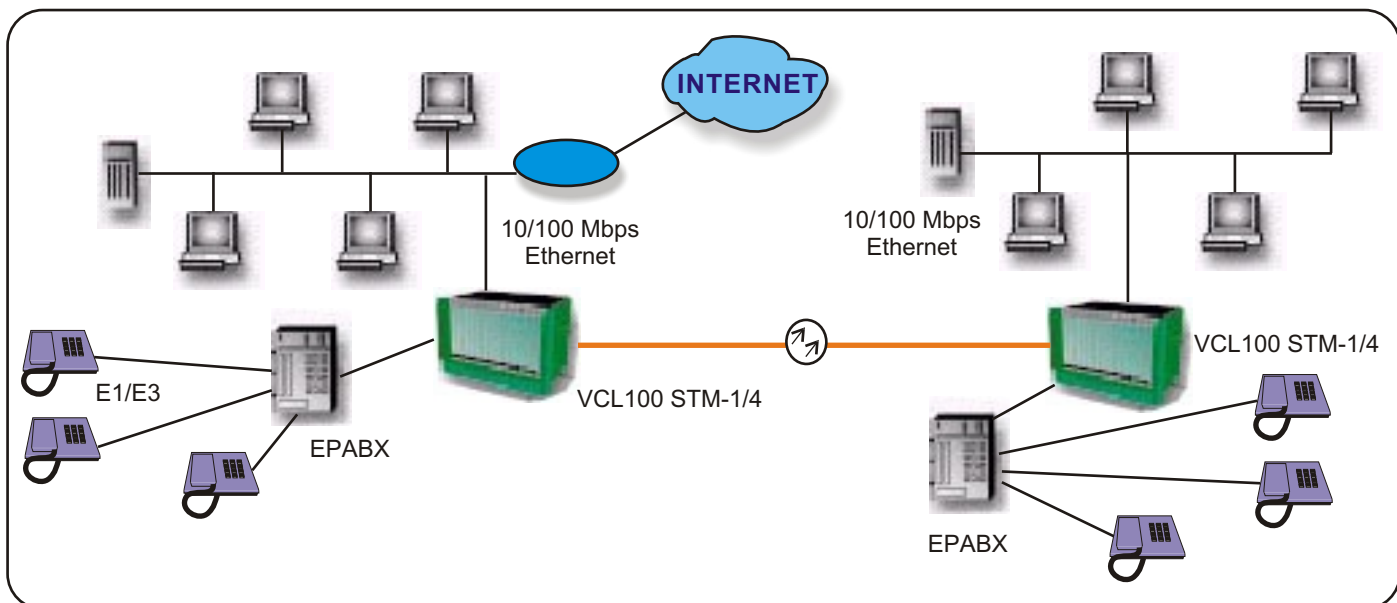 INTERNET
10/100 Mbps
Ethernet
10/100 Mbps
Ethernet
E1/E3
EPABX
VCL100 STM-1/4
VCL100 STM-1/4
EPABX